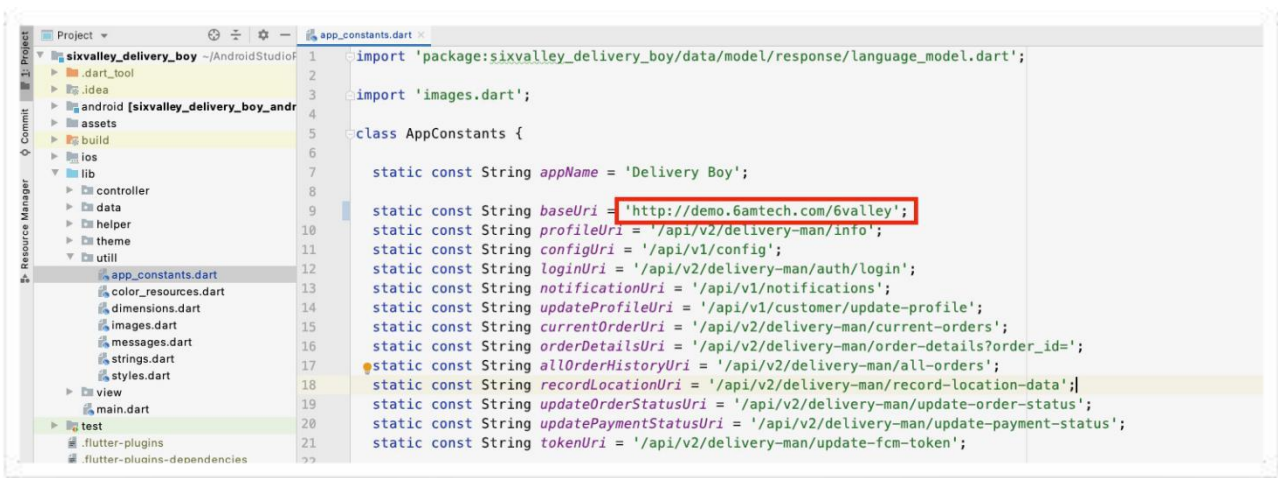 Project
app_constants.dart
1: Project
Commit
Resource Manager
sixvalley_delivery_boy ~/AndroidStudioP
.dart_tool
.idea
android [sixvalley_delivery_boy_andr
assets
build
ios
lib
controller
data
helper
theme
utill
app_constants.dart
color_resources.dart
dimensions.dart
images.dart
messages.dart
strings.dart
styles.dart
view
main.dart
test
.flutter-plugins
.flutter-plugins-dependencies
1 import 'package:sixvalley_delivery_boy/data/model/response/language_model.dart';
2
3 import 'images.dart';
4
5 class AppConstants {
6
7 static const String appName = 'Delivery Boy';
8
9 static const String baseUri = 'http://demo.6amtech.com/6valley';
10 static const String profileUri = '/api/v2/delivery-man/info';
11 static const String configUri = '/api/v1/config';
12 static const String loginUri = '/api/v2/delivery-man/auth/login';
13 static const String notificationUri = '/api/v1/notifications';
14 static const String updateProfileUri = '/api/v1/customer/update-profile';
15 static const String currentOrderUri = '/api/v2/delivery-man/current-orders';
16 static const String orderDetailsUri = '/api/v2/delivery-man/order-details?order_id=';
17 static const String allOrderHistoryUri = '/api/v2/delivery-man/all-orders';
18 static const String recordLocationUri = '/api/v2/delivery-man/record-location-data';
19 static const String updateOrderStatusUri = '/api/v2/delivery-man/update-order-status';
20 static const String updatePaymentStatusUri = '/api/v2/delivery-man/update-payment-status';
21 static const String tokenUri = '/api/v2/delivery-man/update-fcm-token';
22